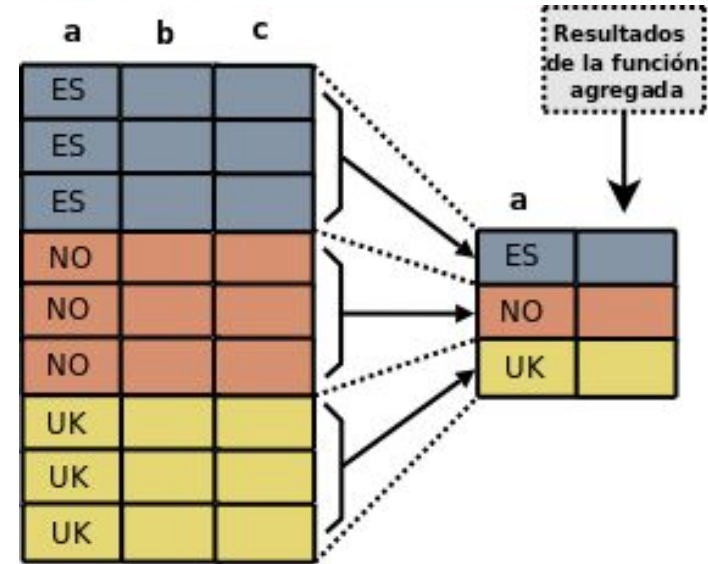 a b c
Resultados
de la función
agregada
ES
ES
ES
NO
NO
NO
UK
UK
UK
a
ES
NO
UK